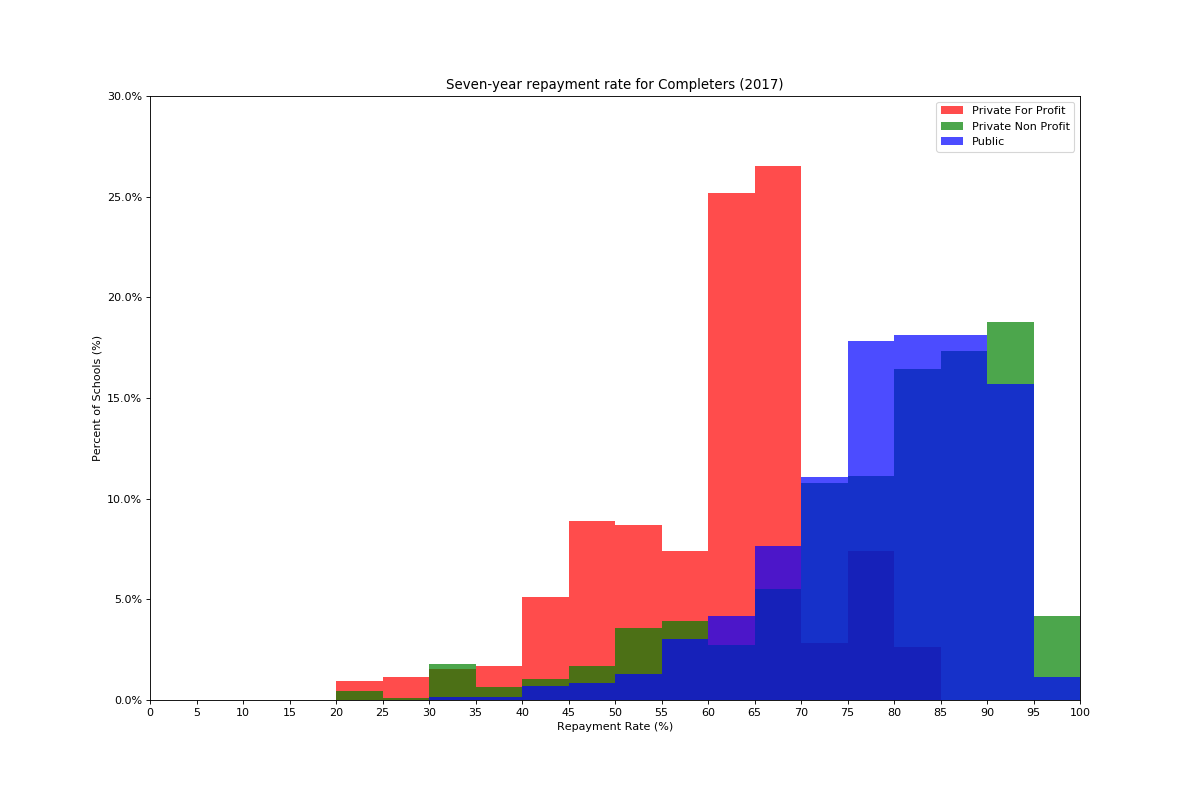 Seven-year repayment rate for Completers (2017)
30.0%
25.0%
20.0%
15.0%
10.0%
5.0%
0.0%
Percent of Schools (%)
Private For Profit
Private Non Profit
Public
0 5 10 15 20 25 30 35 40 45 50 55 60 65 70 75 80 85 90 95 100
Repayment Rate (%)